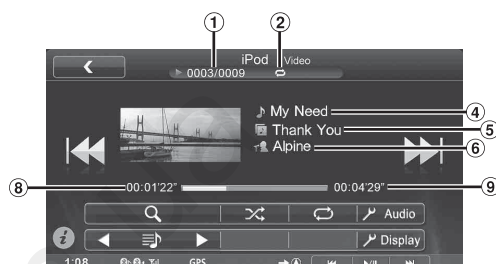 1 2
iPod Video
0003/0009
My Need 4
Thank You 5
Alpine 6
8 00:01'22" 00:04'29" 9
Audio
Display
1:08 GPS